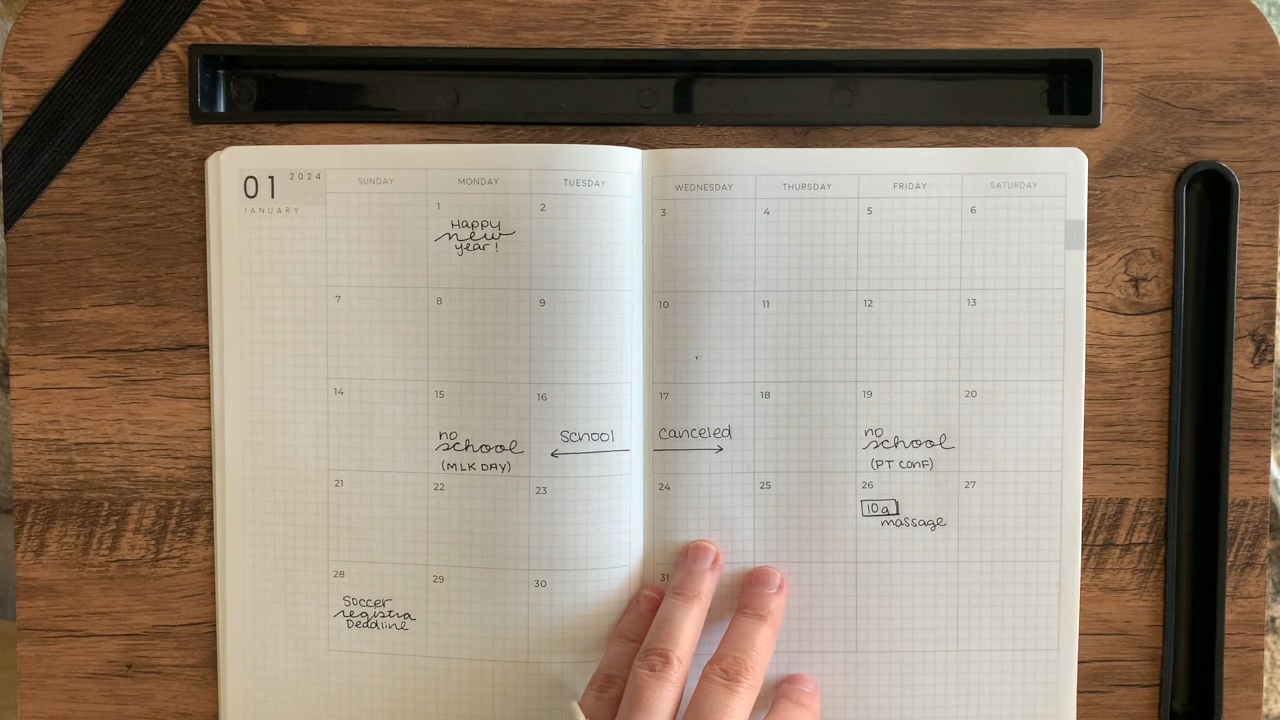 01 2024
JANUARY
SUNDAY MONDAY TUESDAY WEDNESDAY THURSDAY FRIDAY SATURDAY
1 2 3 4 5 6
Happy
new
year!
7 8 9 10 11 12 13
14 15 16 17 18 19 20
no
school
(MLK DAY)
School canceled
no
school
(PT CONF)
21 22 23 24 25 26 27
10a
massage
28 29 30 31
Soccer
registra
Deadline